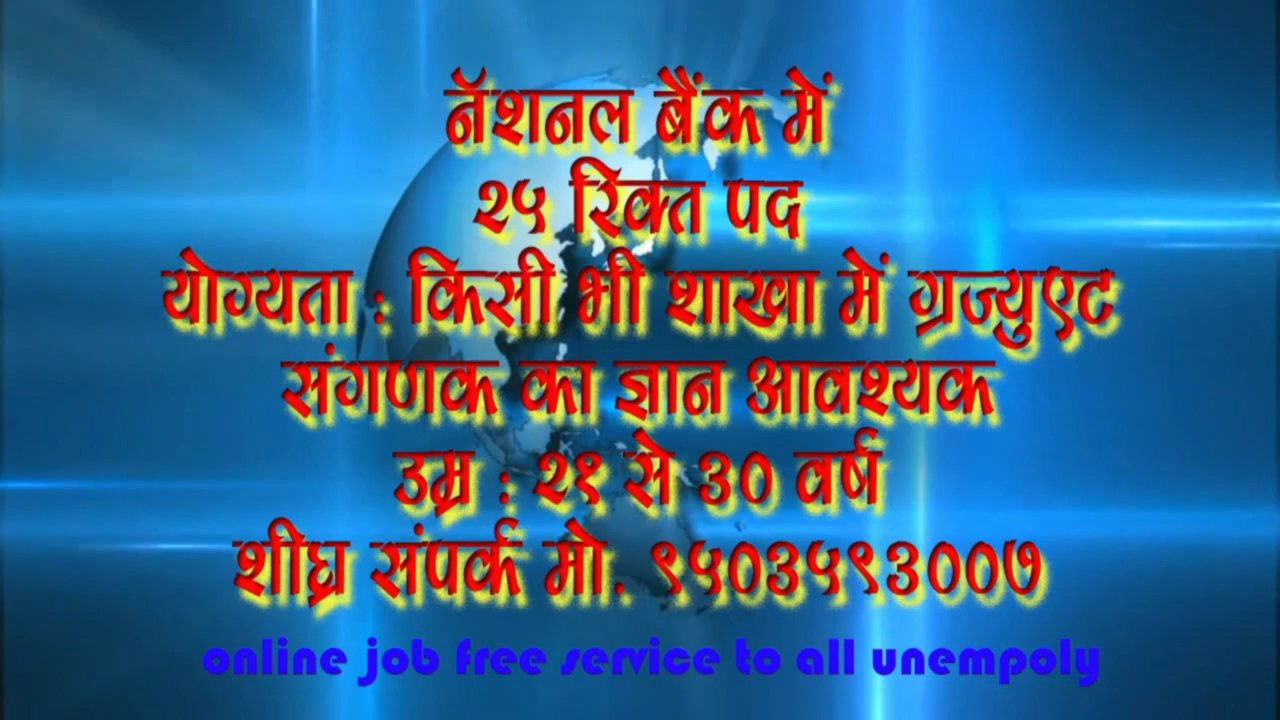 नॅशनल बैंक में
२५ रिक्त पद
योग्यता : किसी भी शाखा में ग्रज्युएट
संगणक का ज्ञान आवश्यक
उम्र : २१ से ३० वर्ष
शीघ्र संपर्क मो. ९५०३५९३००७
online job free service to all unempoly